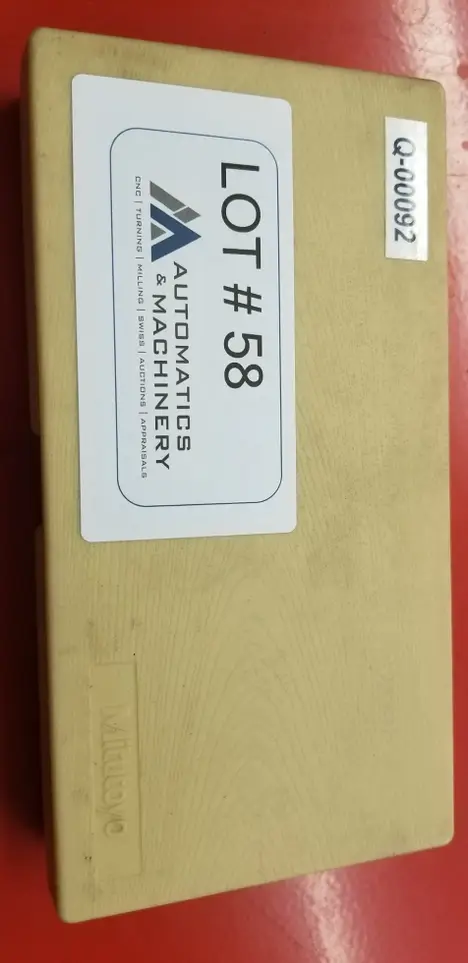 Q-00092
LOT # 58
AUTOMATICS
& MACHINERY
CNC | TURNING | MILLING | SWISS | AUCTIONS | APPRAISALS
Mitutoyo